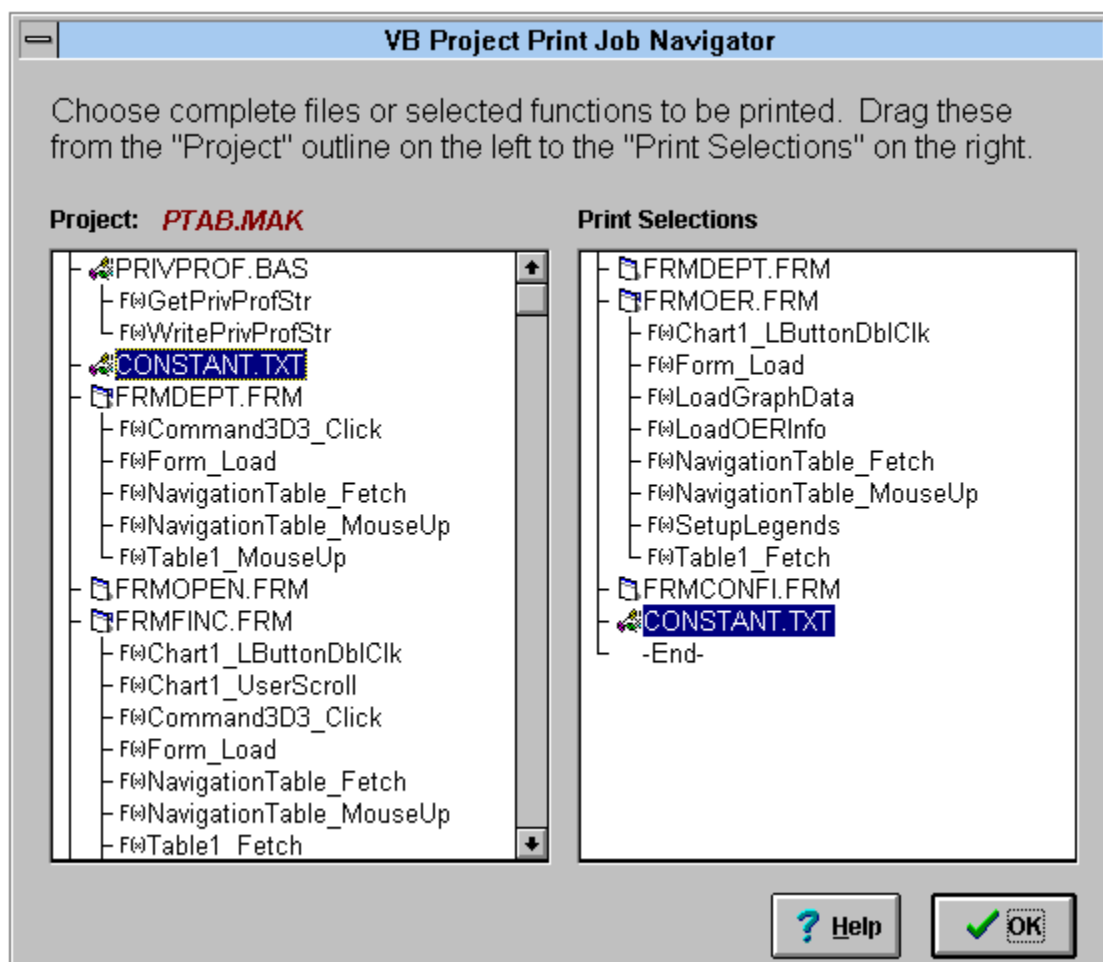 VB Project Print Job Navigator
Choose complete files or selected functions to be printed. Drag these
from the "Project" outline on the left to the "Print Selections" on the right.
Project: PTAB.MAK
PRIVPROF.BAS
F(x)GetPrivProfStr
F(x)WritePrivProfStr
CONSTANT.TXT
FRMDEPT.FRM
F(x)Command3D3_Click
F(x)Form_Load
F(x)NavigationTable_Fetch
F(x)NavigationTable_MouseUp
F(x)Table1_MouseUp
FRMOPEN.FRM
FRMFINC.FRM
F(x)Chart1_LButtonDblClk
F(x)Chart1_UserScroll
F(x)Command3D3_Click
F(x)Form_Load
F(x)NavigationTable_Fetch
F(x)NavigationTable_MouseUp
F(x)Table1_Fetch
Print Selections
FRMDEPT.FRM
FRMOER.FRM
F(x)Chart1_LButtonDblClk
F(x)Form_Load
F(x)LoadGraphData
F(x)LoadOERInfo
F(x)NavigationTable_Fetch
F(x)NavigationTable_MouseUp
F(x)SetupLegends
F(x)Table1_Fetch
FRMCONFI.FRM
CONSTANT.TXT
-End-
? Help
OK